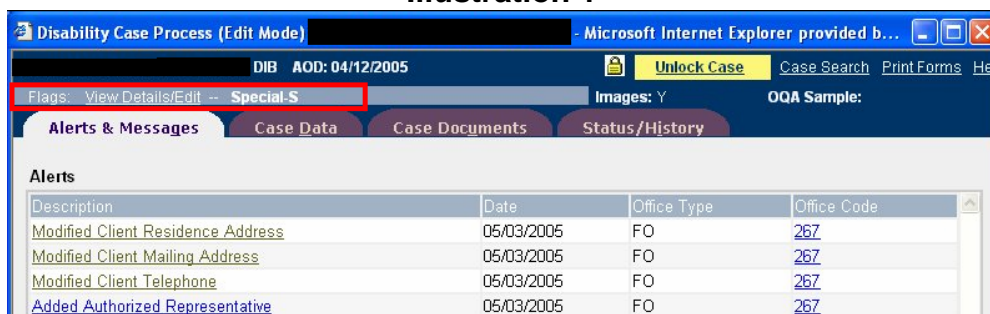 Disability Case Process (Edit Mode) - Microsoft Internet Explorer provided b...
DIB AOD: 04/12/2005 Unlock Case Case Search Print Forms He
Flags: View Details/Edit -- Special-S Images: Y OQA Sample:
Alerts & Messages Case Data Case Documents Status/History
Alerts
Description Date Office Type Office Code
Modified Client Residence Address 05/03/2005 FO 267
Modified Client Mailing Address 05/03/2005 FO 267
Modified Client Telephone 05/03/2005 FO 267
Added Authorized Representative 05/03/2005 FO 267